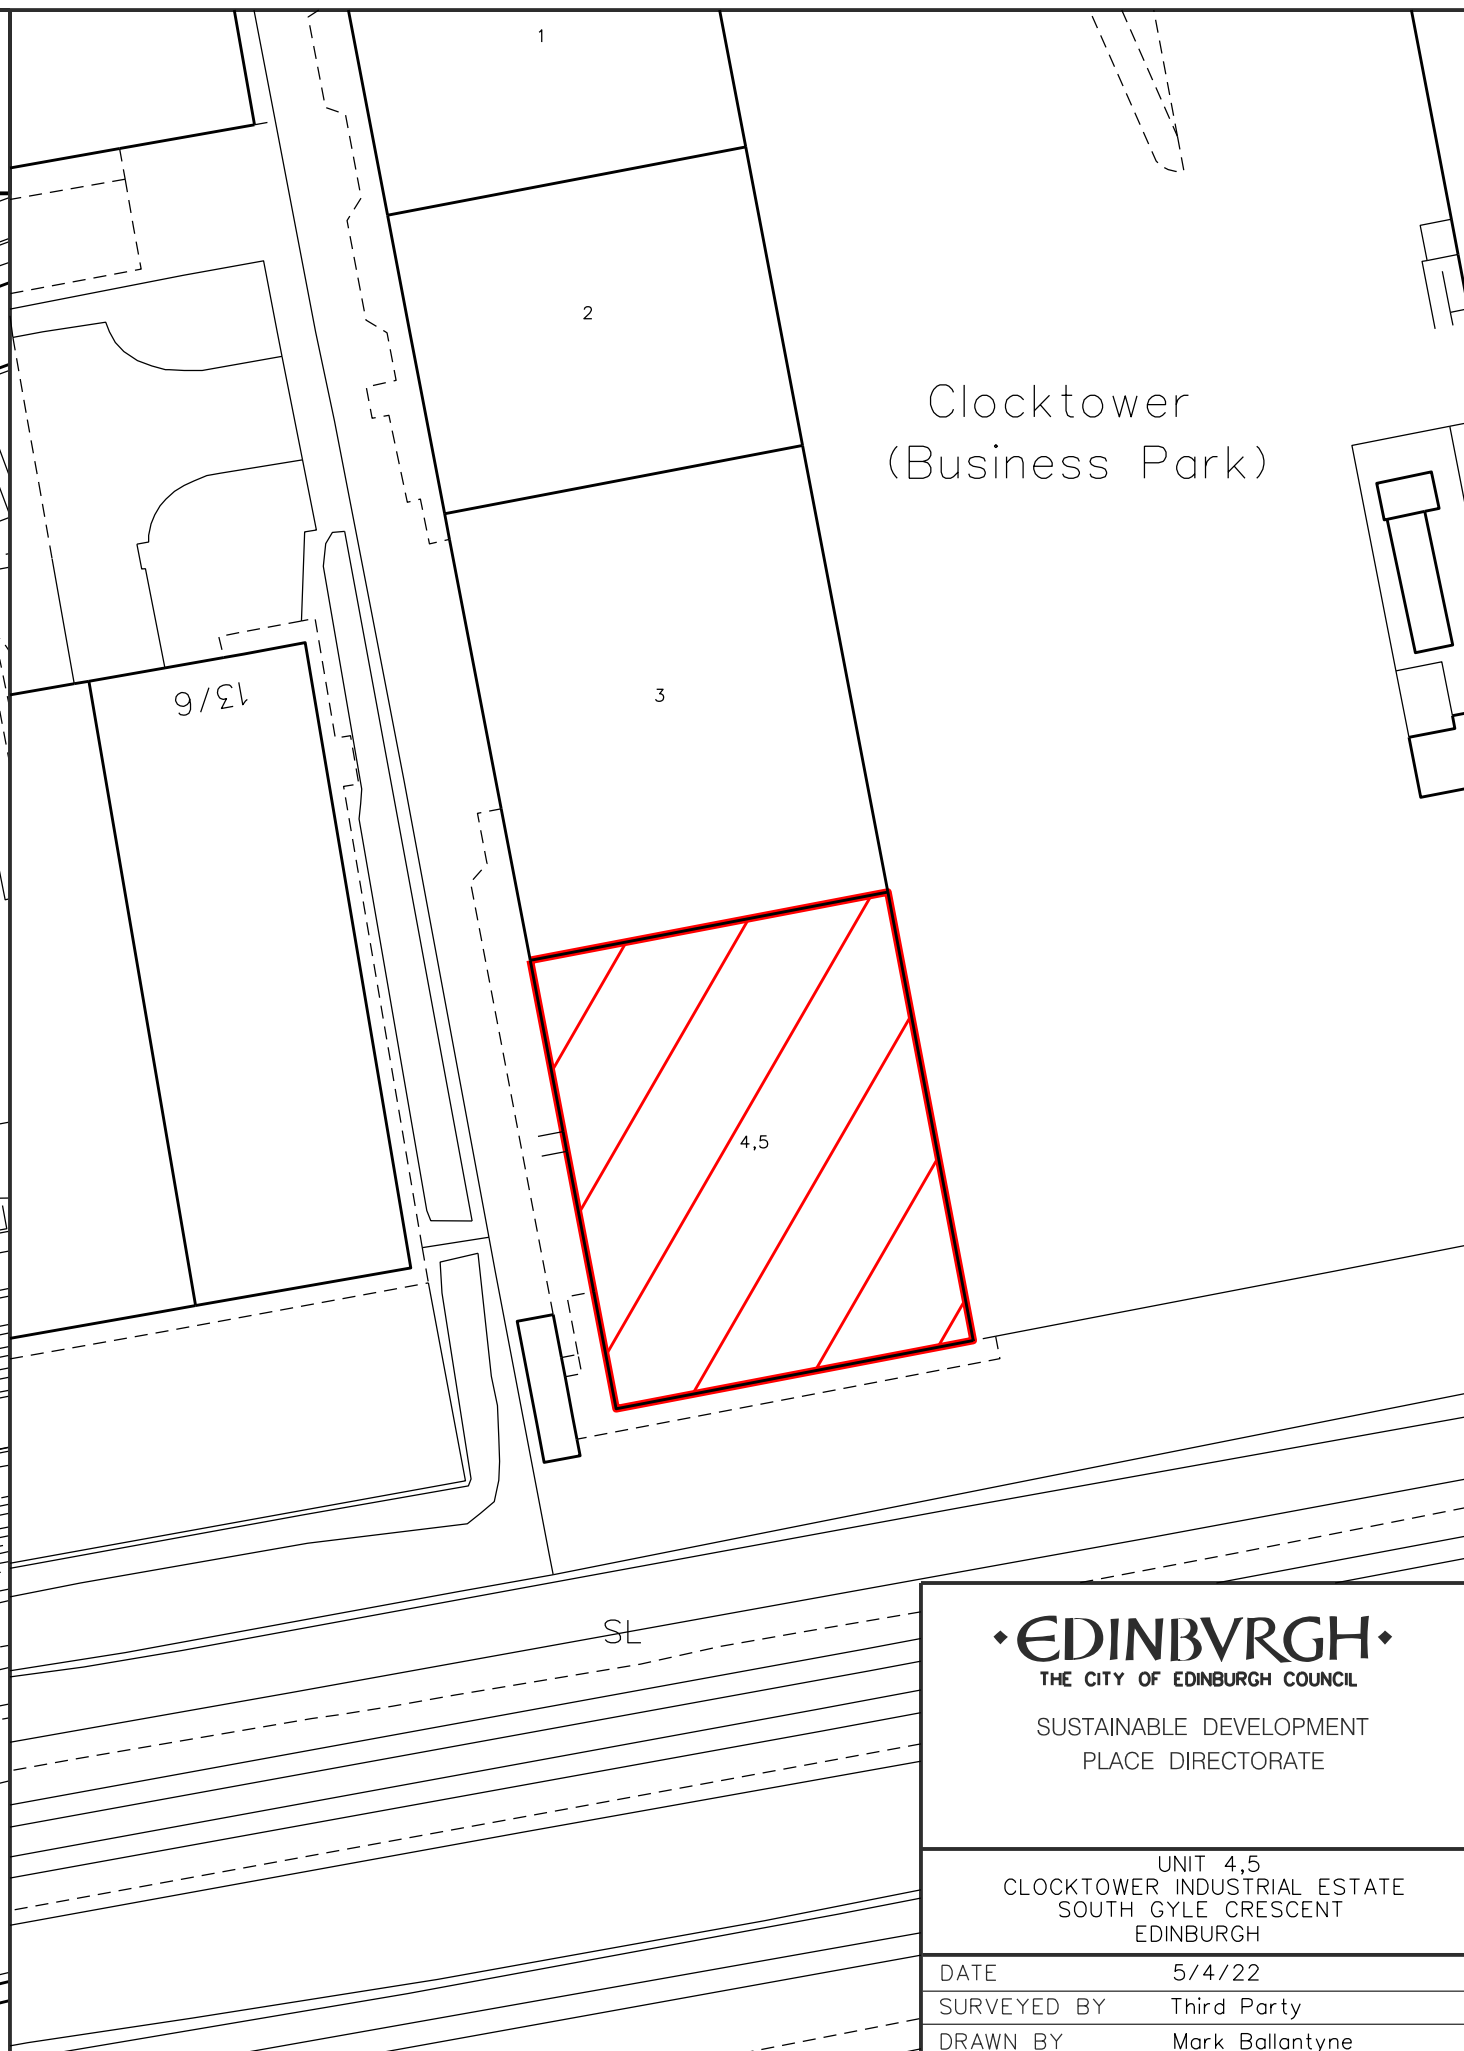 1
2
Clocktower
(Business Park)
3
13/6
4,5
SL
EDINBVRGH
THE CITY OF EDINBURGH COUNCIL
SUSTAINABLE DEVELOPMENT
PLACE DIRECTORATE
UNIT 4,5
CLOCKTOWER INDUSTRIAL ESTATE
SOUTH GYLE CRESCENT
EDINBURGH
DATE 5/4/22
SURVEYED BY Third Party
DRAWN BY Mark Ballantyne